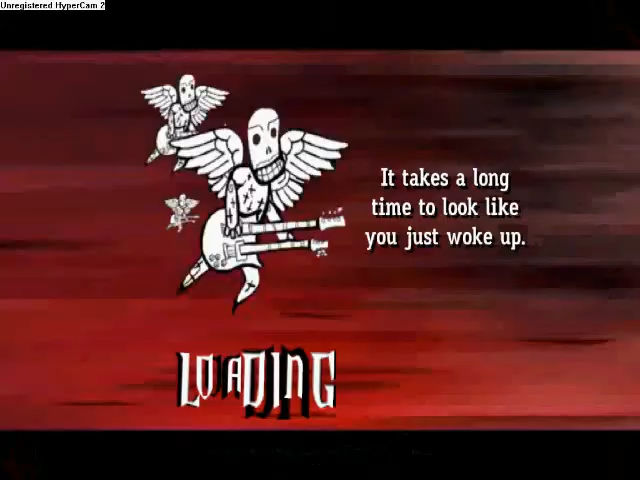 Unregistered HyperCam 2
It takes a long
time to look like
you just woke up.
LOADING